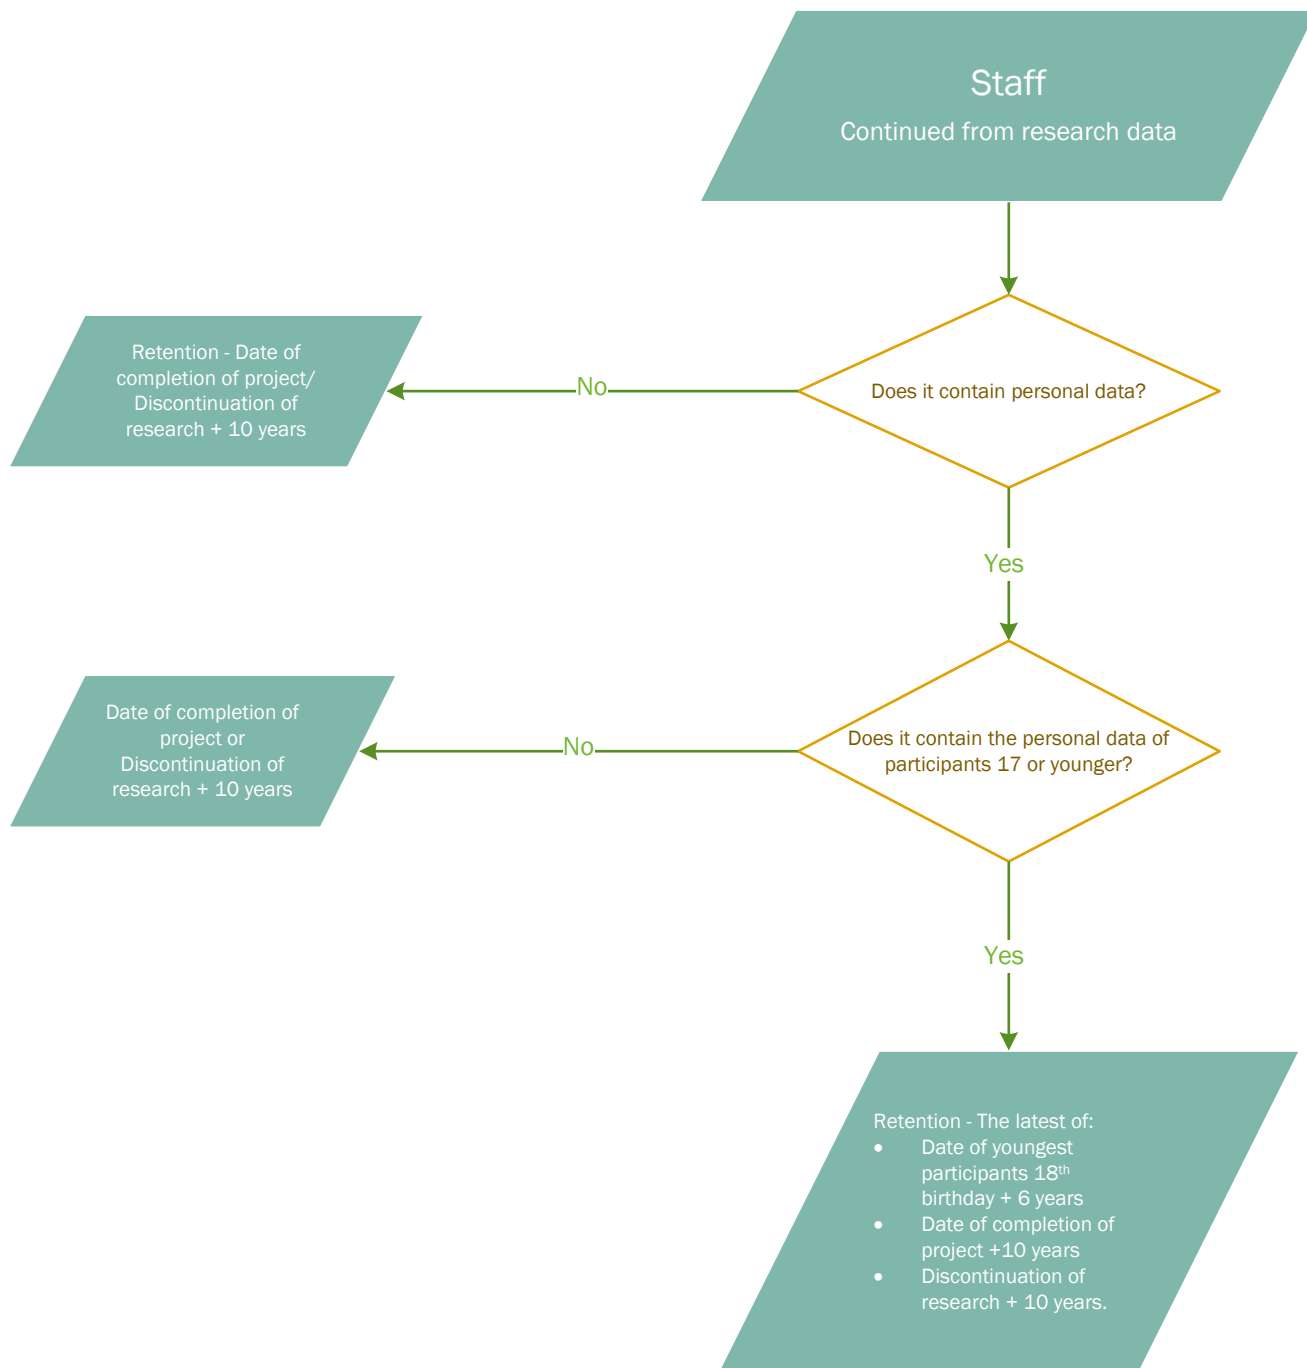 Staff
Continued from research data
Does it contain personal data?
No
Retention - Date of
completion of project/
Discontinuation of
research + 10 years
Yes
Does it contain the personal data of
participants 17 or younger?
No
Date of completion of
project or
Discontinuation of
research + 10 years
Yes
Retention - The latest of:
• Date of youngest
participants 18th
birthday + 6 years
• Date of completion of
project +10 years
• Discontinuation of
research + 10 years.